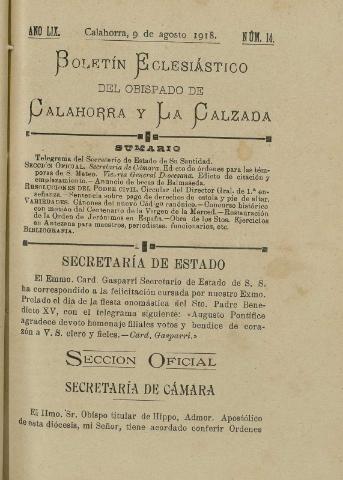 AÑO LIX. Calahorra, 9 de agosto 1918. NÚM. 14.
BOLETÍN ECLESIÁSTICO
DEL OBISPADO DE
CALAHORRA Y LA CALZADA
SUMARIO
Telegrama del Secretario de Estado de Su Santidad.
SECCIÓN OFICIAL. Secretaría de Cámara. Edicto de órdenes para las témporas de S. Mateo. Vicaría General Diocesana. Edicto de citación y
emplazamiento.—Anuncio de becas de Balmaseda.
RESOLUCIONES DEL PODER CIVIL. Circular del Director Gral. de 1.ª enseñanza.—Sentencia sobre pago de derechos de estola y pie de altar.
VARIEDADES. Cánones del nuevo Código canónico.—Concurso histórico
con motivo del Centenario de la Virgen de la Merced.—Restauración
de la Orden de Jerónimos en España.—Obra de los Stos. Ejercicios
en Antezana para maestros, periodistas, funcionarios, etc.
BIBLIOGRAFÍA.
SECRETARÍA DE ESTADO
El Emmo. Card. Gasparri Secretario de Estado de S. S.
ha correspondido a la felicitación cursada por nuestro Exmo.
Prelado el dia de la fiesta onomástica del Sto. Padre Bene-
dicto XV, con el telegrama siguiente: «Augusto Pontífice
agradece devoto homenaje filiales votos y bendice de cora-
zón a V. S. clero y fieles.—Card. Gasparri.»
SECCIÓN OFICIAL
SECRETARÍA DE CÁMARA
El Ilmo. Sr. Obispo titular de Hippo, Admor. Apostólico
de esta diócesis, mi Señor, tiene acordado conferir Ordenes